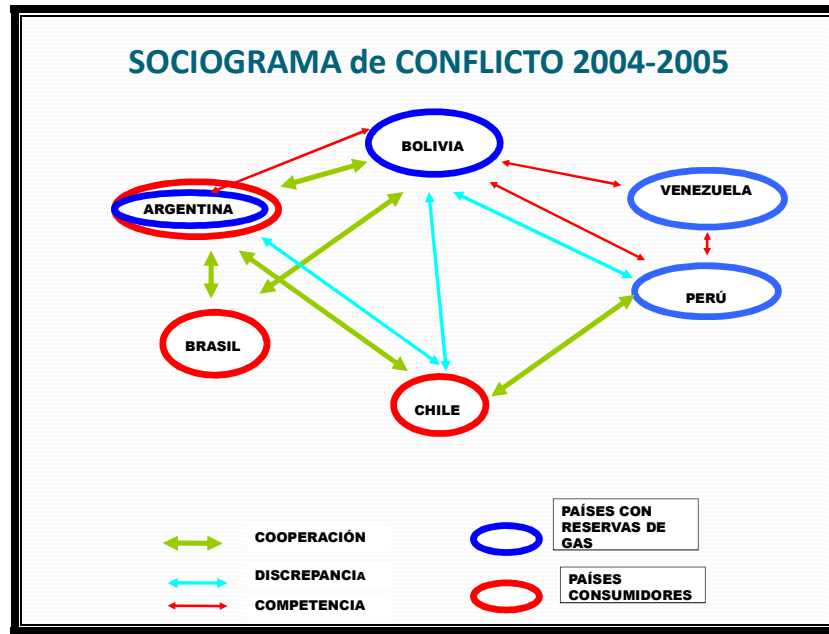 SOCIOGRAMA de CONFLICTO 2004-2005
BOLIVIA
VENEZUELA
ARGENTINA
PERÚ
BRASIL
CHILE
COOPERACIÓN
DISCREPANCIA
COMPETENCIA
PAÍSES CON
RESERVAS DE
GAS
PAÍSES
CONSUMIDORES